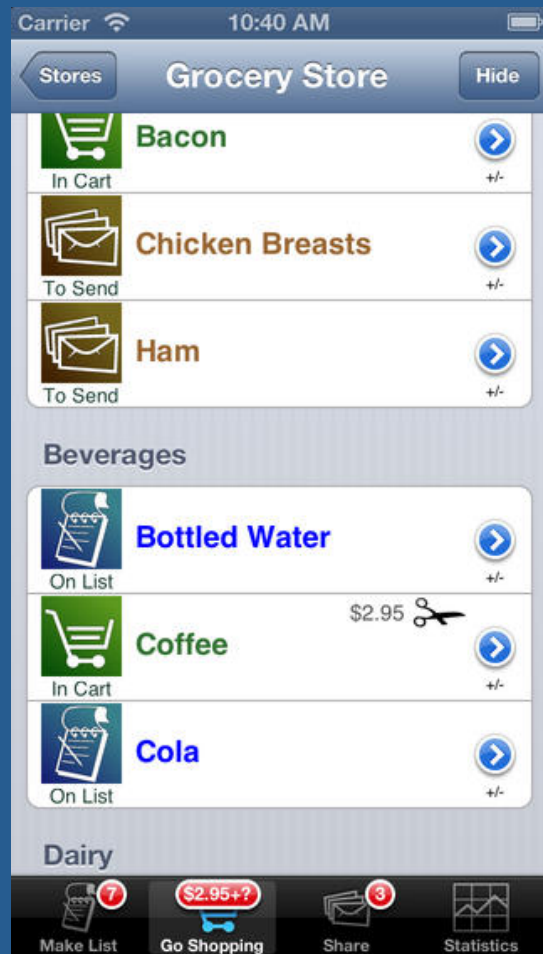 Carrier 10:40 AM
Stores Grocery Store Hide
Bacon
In Cart +/-
Chicken Breasts
To Send +/-
Ham
To Send +/-
Beverages
Bottled Water
On List +/-
$2.95
Coffee
In Cart +/-
Cola
On List +/-
Dairy
7 $2.95+? 3
Make List Go Shopping Share Statistics